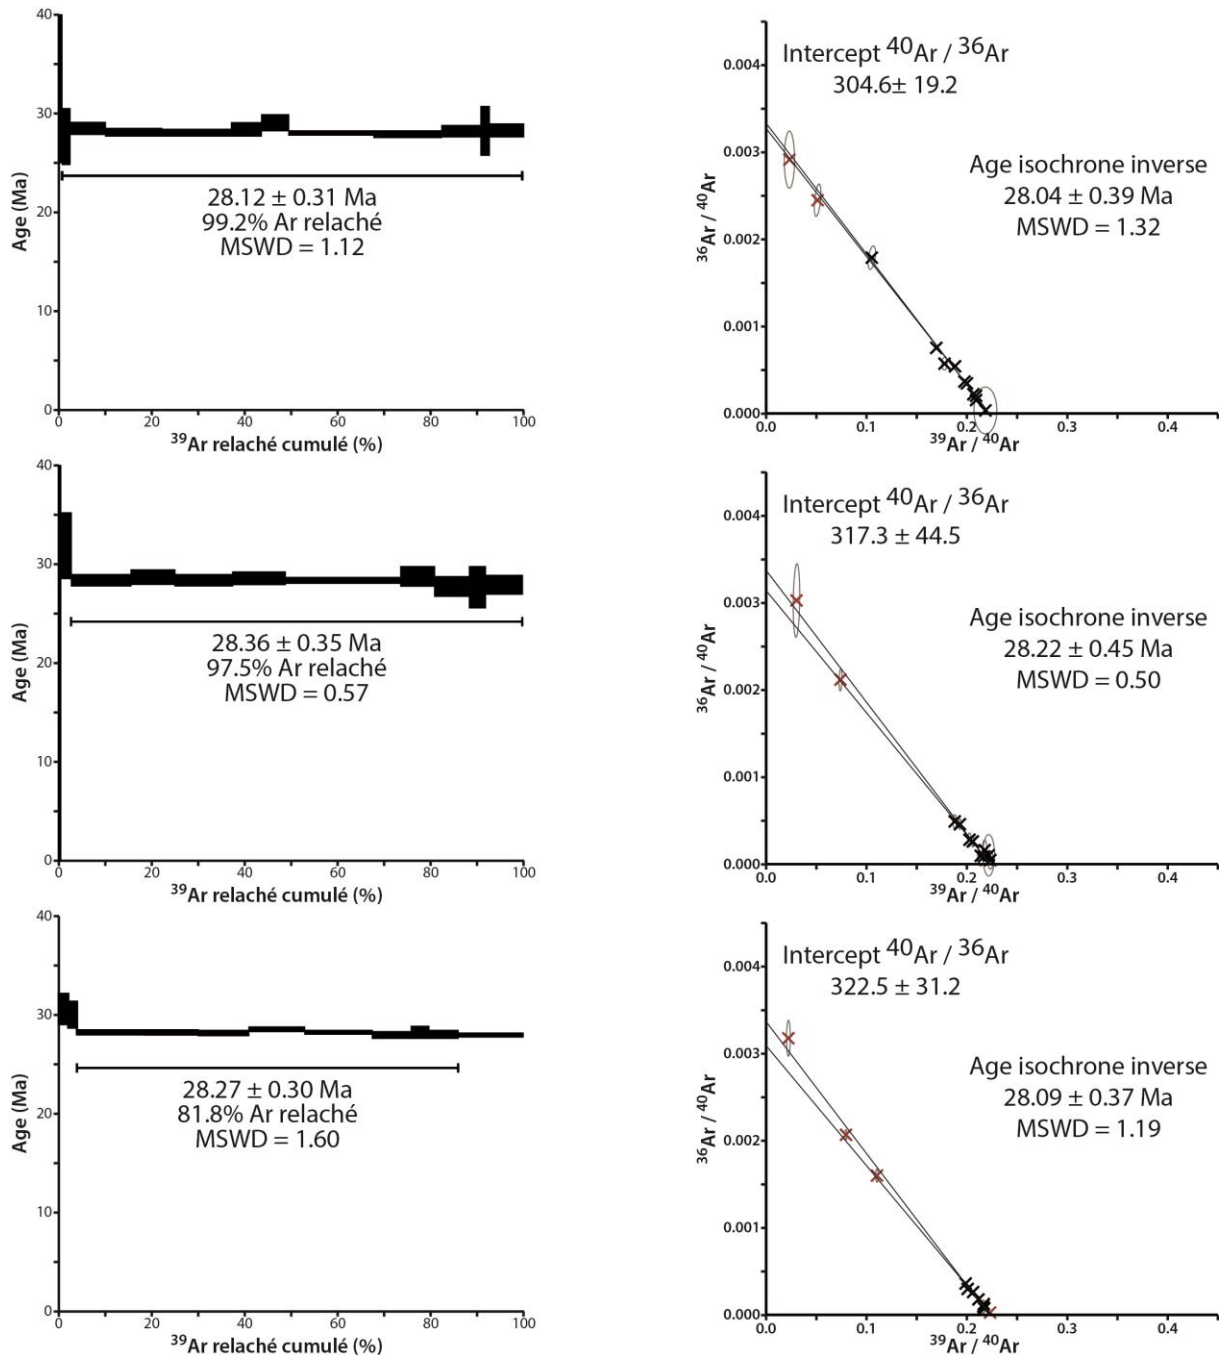 40
30
20
10
0
Age (Ma)
28.12 ± 0.31 Ma
99.2% Ar relaché
MSWD = 1.12
0 20 40 60 80 100
³⁹Ar relaché cumulé (%)
0.004
0.003
0.002
0.001
0.000
³⁶Ar / ⁴⁰Ar
Intercept ⁴⁰Ar / ³⁶Ar
304.6± 19.2
Age isochrone inverse
28.04 ± 0.39 Ma
MSWD = 1.32
0.0 0.1 0.2 0.3 0.4
³⁹Ar / ⁴⁰Ar
40
30
20
10
0
Age (Ma)
28.36 ± 0.35 Ma
97.5% Ar relaché
MSWD = 0.57
0 20 40 60 80 100
³⁹Ar relaché cumulé (%)
0.004
0.003
0.002
0.001
0.000
³⁶Ar / ⁴⁰Ar
Intercept ⁴⁰Ar / ³⁶Ar
317.3 ± 44.5
Age isochrone inverse
28.22 ± 0.45 Ma
MSWD = 0.50
0.0 0.1 0.2 0.3 0.4
³⁹Ar / ⁴⁰Ar
40
30
20
10
0
Age (Ma)
28.27 ± 0.30 Ma
81.8% Ar relaché
MSWD = 1.60
0 20 40 60 80 100
³⁹Ar relaché cumulé (%)
0.004
0.003
0.002
0.001
0.000
³⁶Ar / ⁴⁰Ar
Intercept ⁴⁰Ar / ³⁶Ar
322.5 ± 31.2
Age isochrone inverse
28.09 ± 0.37 Ma
MSWD = 1.19
0.0 0.1 0.2 0.3 0.4
³⁹Ar / ⁴⁰Ar